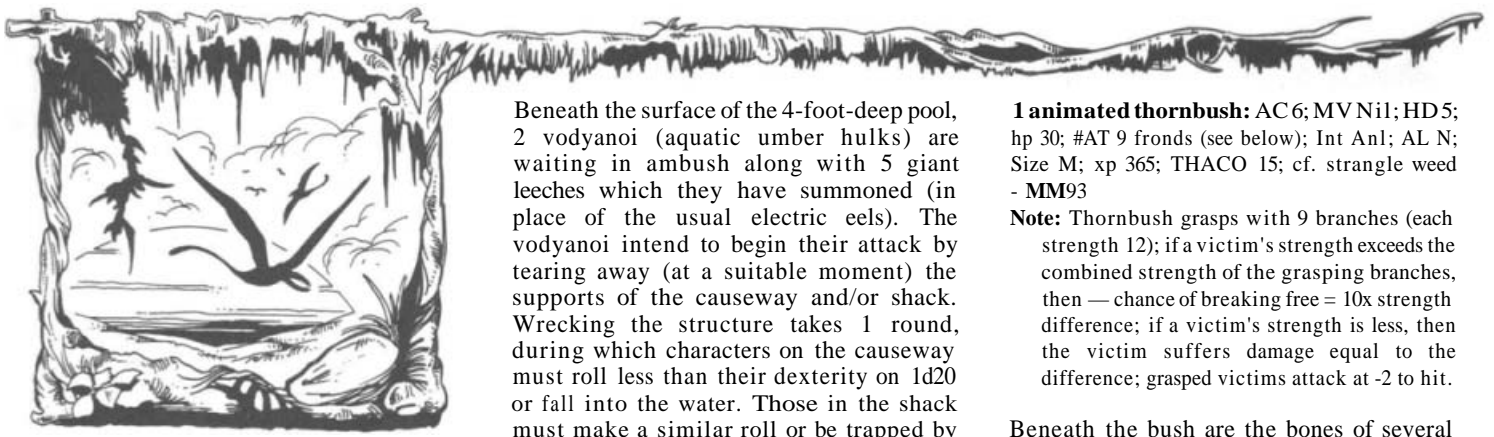 Beneath the surface of the 4-foot-deep pool,
2 vodyanoi (aquatic umber hulks) are
waiting in ambush along with 5 giant
leeches which they have summoned (in
place of the usual electric eels). The
vodyanoi intend to begin their attack by
tearing away (at a suitable moment) the
supports of the causeway and/or shack.
Wrecking the structure takes 1 round,
during which characters on the causeway
must roll less than their dexterity on 1d20
or fall into the water. Those in the shack
must make a similar roll or be trapped by
1 animated thornbush: AC 6; MV Nil; HD 5;
hp 30; #AT 9 fronds (see below); Int Anl; AL N;
Size M; xp 365; THACO 15; cf. strangle weed
- MM93
Note: Thornbush grasps with 9 branches (each
strength 12); if a victim's strength exceeds the
combined strength of the grasping branches,
then — chance of breaking free = 10x strength
difference; if a victim's strength is less, then
the victim suffers damage equal to the
difference; grasped victims attack at -2 to hit.
Beneath the bush are the bones of several